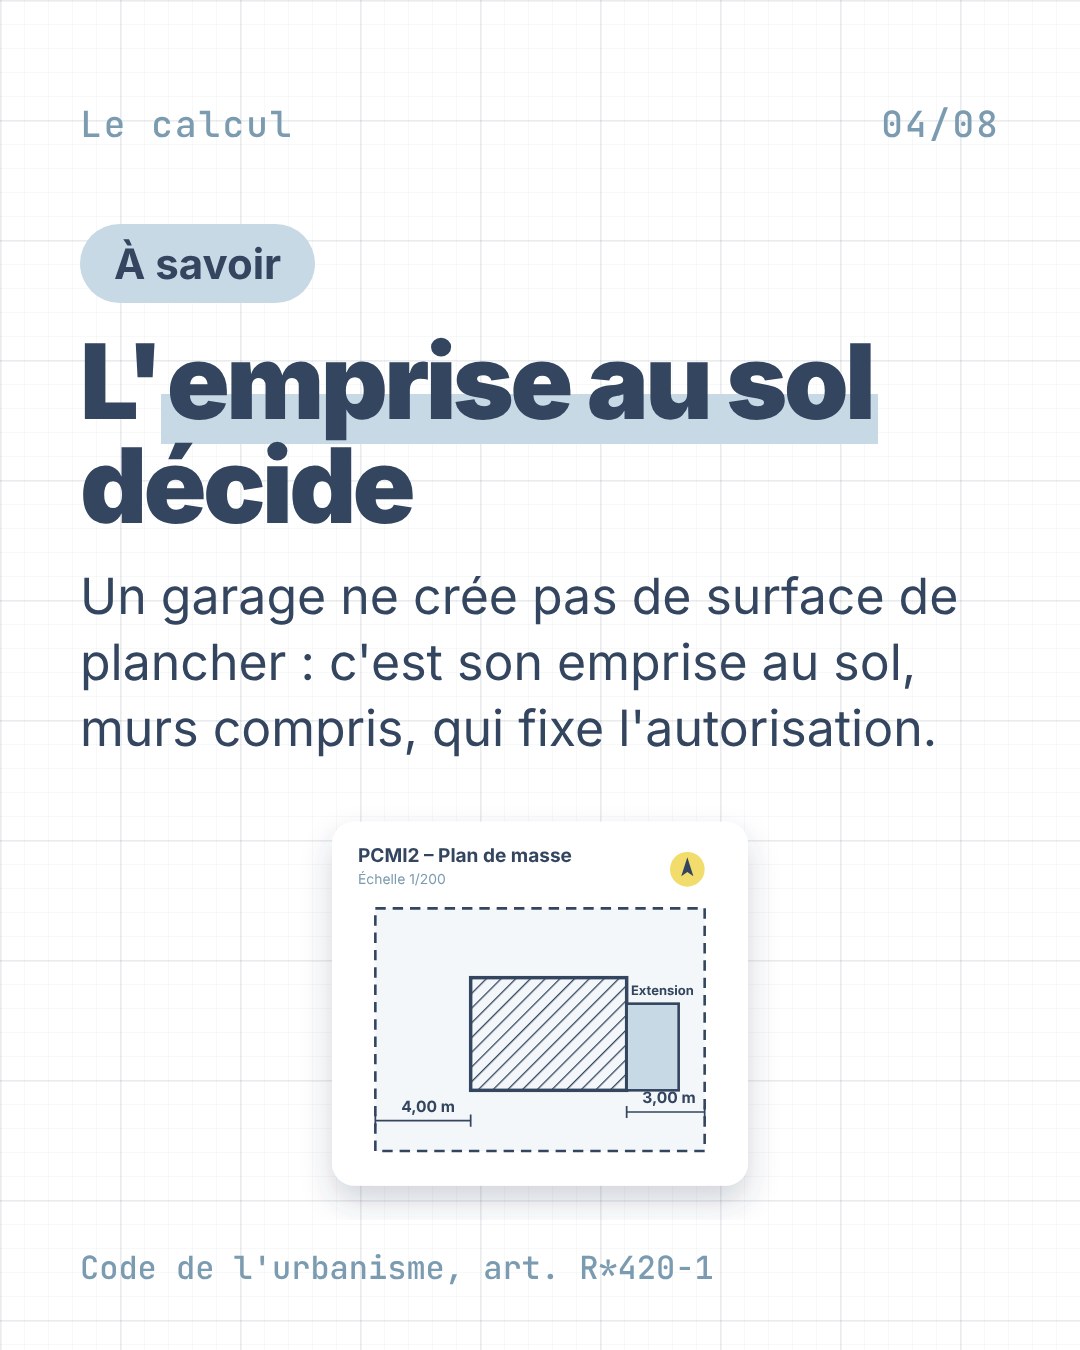 Le calcul
04/08
À savoir
L'emprise au sol
décide
Un garage ne crée pas de surface de
plancher : c'est son emprise au sol,
murs compris, qui fixe l'autorisation.
PCMI2 – Plan de masse
Échelle 1/200
Extension
4,00 m
3,00 m
Code de l'urbanisme, art. R*420-1